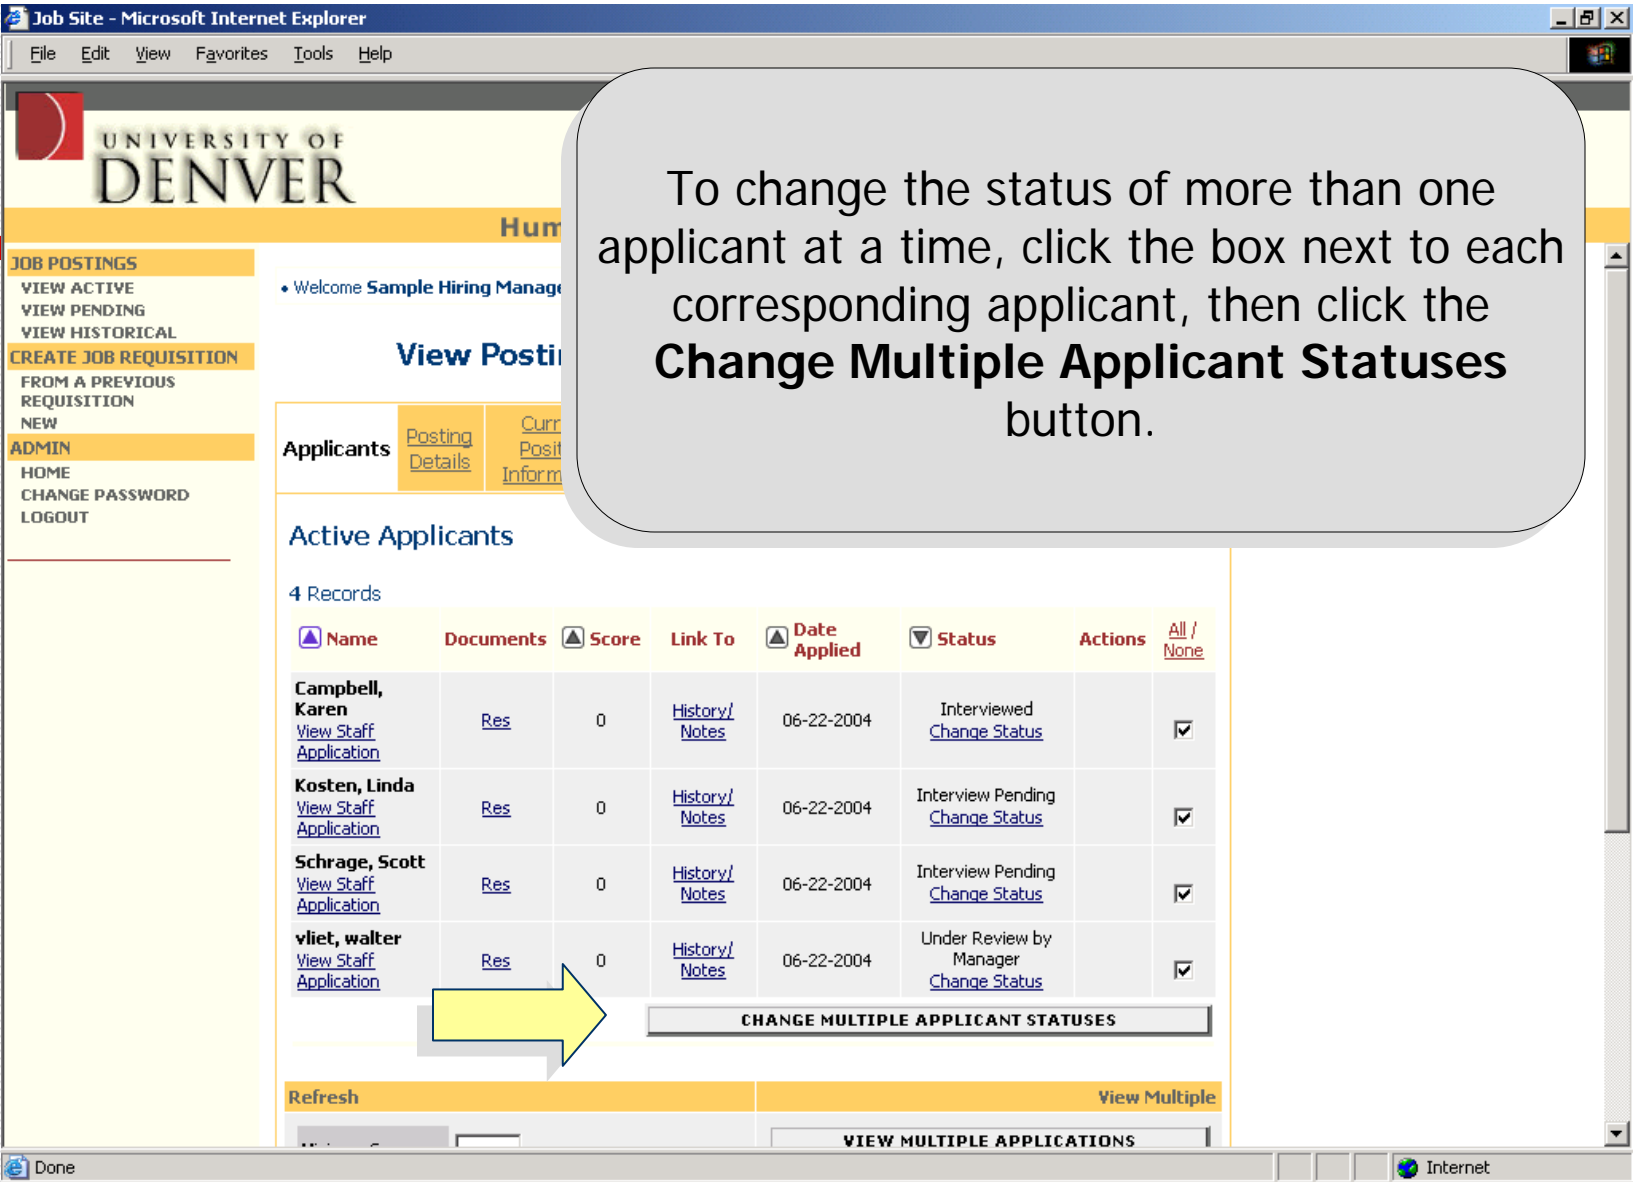 Job Site - Microsoft Internet Explorer
File Edit View Favorites Tools Help
UNIVERSITY OF
DENVER
To change the status of more than one
applicant at a time, click the box next to each
corresponding applicant, then click the
Change Multiple Applicant Statuses
button.
JOB POSTINGS
VIEW ACTIVE
VIEW PENDING
VIEW HISTORICAL
CREATE JOB REQUISITION
FROM A PREVIOUS
REQUISITION
NEW
ADMIN
HOME
CHANGE PASSWORD
LOGOUT
• Welcome Sample Hiring
View
Applicants
Posting
Details
Active Applicants
4 Records
Name Documents Score Link To Date Applied Status Actions All / None
Campbell,
Karen
View Staff
Application
Res 0 History/ Notes 06-22-2004 Interviewed
Change Status
Kosten, Linda
View Staff
Application
Res 0 History/ Notes 06-22-2004 Interview Pending
Change Status
Schrage, Scott
View Staff
Application
Res 0 History/ Notes 06-22-2004 Interview Pending
Change Status
vliet, walter
View Staff
Application
Res 0 History/ Notes 06-22-2004 Under Review by
Manager
Change Status
CHANGE MULTIPLE APPLICANT STATUSES
Refresh View Multiple
VIEW MULTIPLE APPLICATIONS
Done Internet